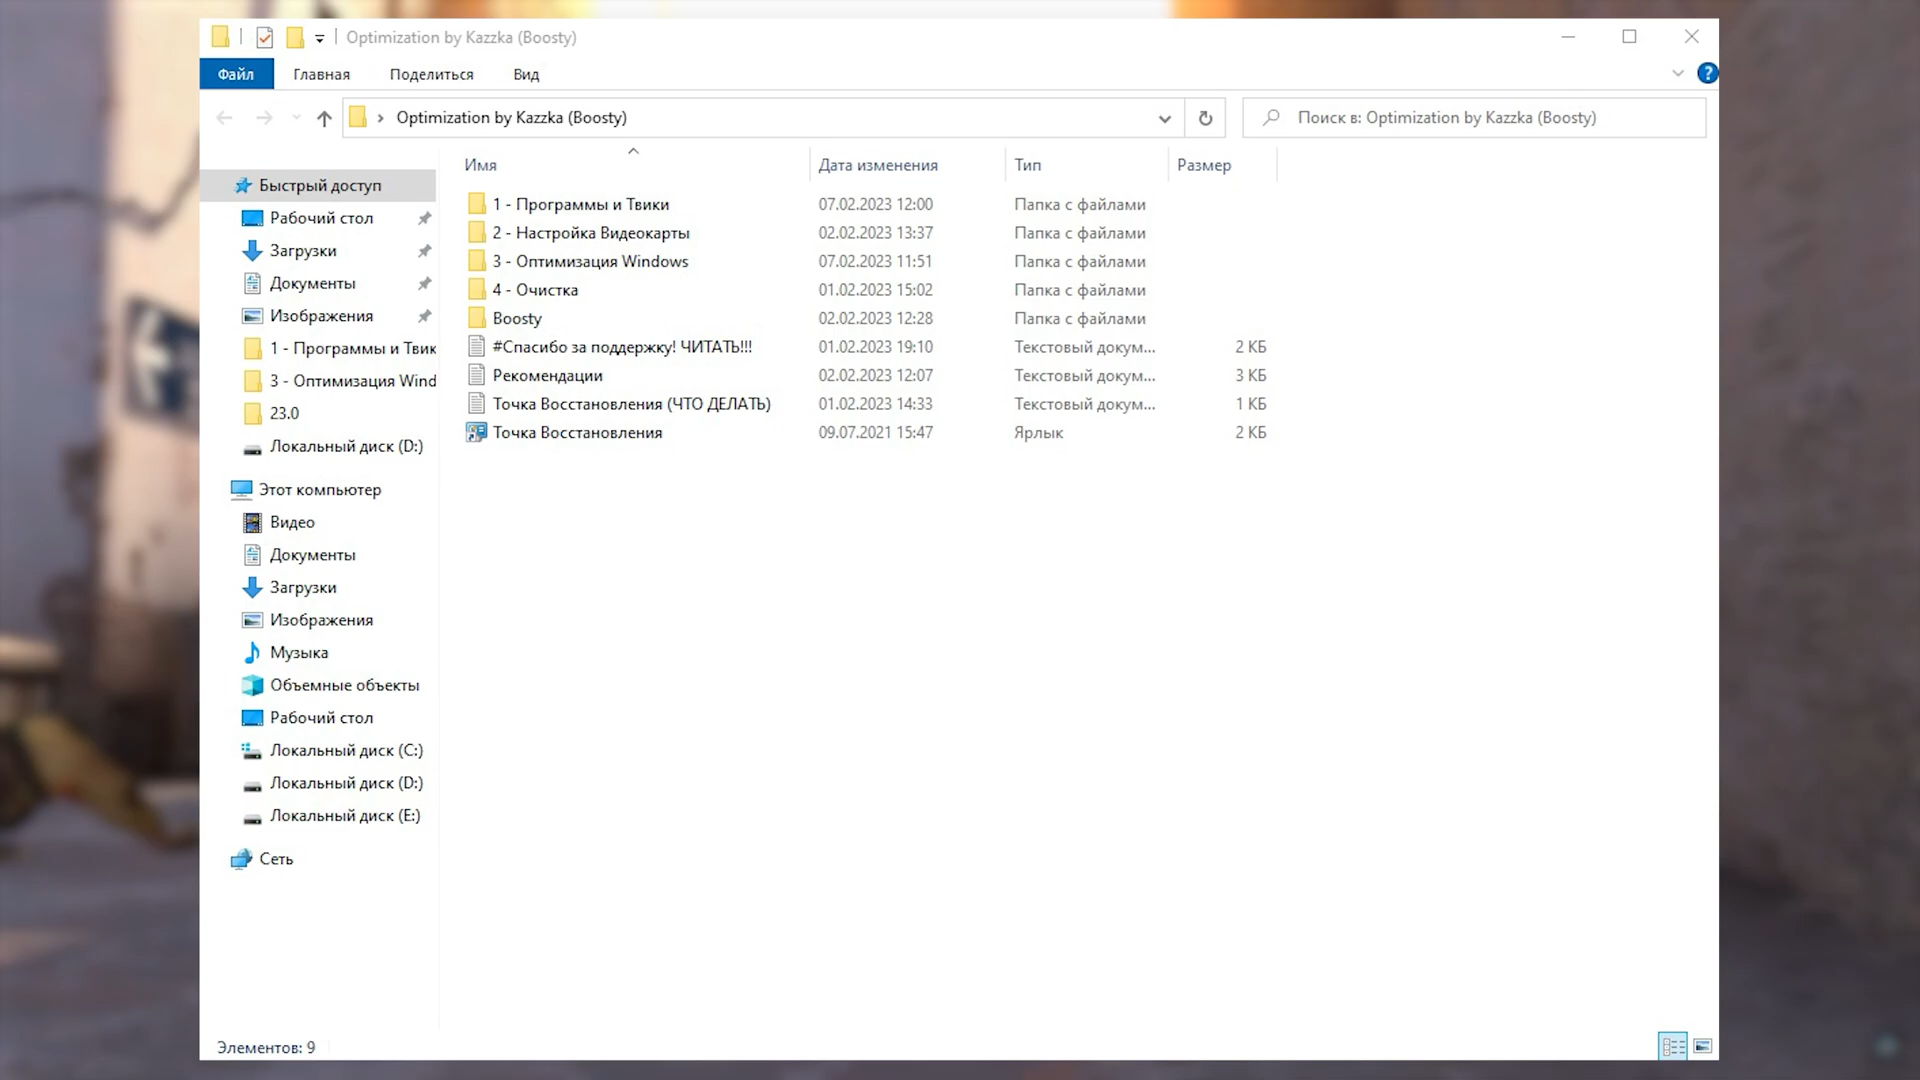 Optimization by Kazzka (Boosty)
Файл Главная Поделиться Вид
Optimization by Kazzka (Boosty)
Поиск в: Optimization by Kazzka (Boosty)
Имя Дата изменения Тип Размер
Быстрый доступ
Рабочий стол
Загрузки
Документы
Изображения
1 - Программы и Твик
3 - Оптимизация Wind
23.0
Локальный диск (D:)
Этот компьютер
Видео
Документы
Загрузки
Изображения
Музыка
Объемные объекты
Рабочий стол
Локальный диск (C:)
Локальный диск (D:)
Локальный диск (E:)
Сеть
1 - Программы и Твики 07.02.2023 12:00 Папка с файлами
2 - Настройка Видеокарты 02.02.2023 13:37 Папка с файлами
3 - Оптимизация Windows 07.02.2023 11:51 Папка с файлами
4 - Очистка 01.02.2023 15:02 Папка с файлами
Boosty 02.02.2023 12:28 Папка с файлами
#Спасибо за поддержку! ЧИТАТЬ!!! 01.02.2023 19:10 Текстовый докум... 2 КБ
Рекомендации 02.02.2023 12:07 Текстовый докум... 3 КБ
Точка Восстановления (ЧТО ДЕЛАТЬ) 01.02.2023 14:33 Текстовый докум... 1 КБ
Точка Восстановления 09.07.2021 15:47 Ярлык 2 КБ
Элементов: 9